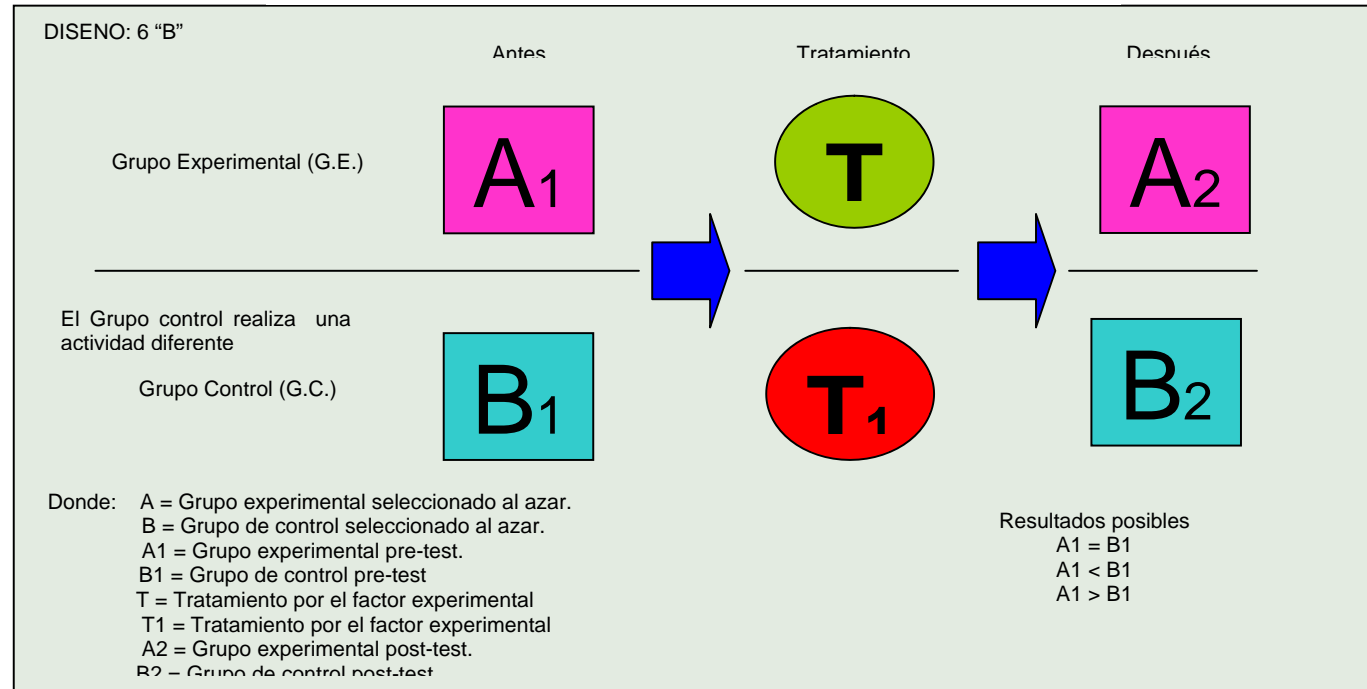 DISENO: 6 “B”
Antes Tratamiento Después
Grupo Experimental (G.E.)
A1 T A2
El Grupo control realiza una
actividad diferente
Grupo Control (G.C.)
B1 T1 B2
Donde: A = Grupo experimental seleccionado al azar.
B = Grupo de control seleccionado al azar.
A1 = Grupo experimental pre-test.
B1 = Grupo de control pre-test
T = Tratamiento por el factor experimental
T1 = Tratamiento por el factor experimental
A2 = Grupo experimental post-test.
B2 = Grupo de control post-test
Resultados posibles
A1 = B1
A1 < B1
A1 > B1